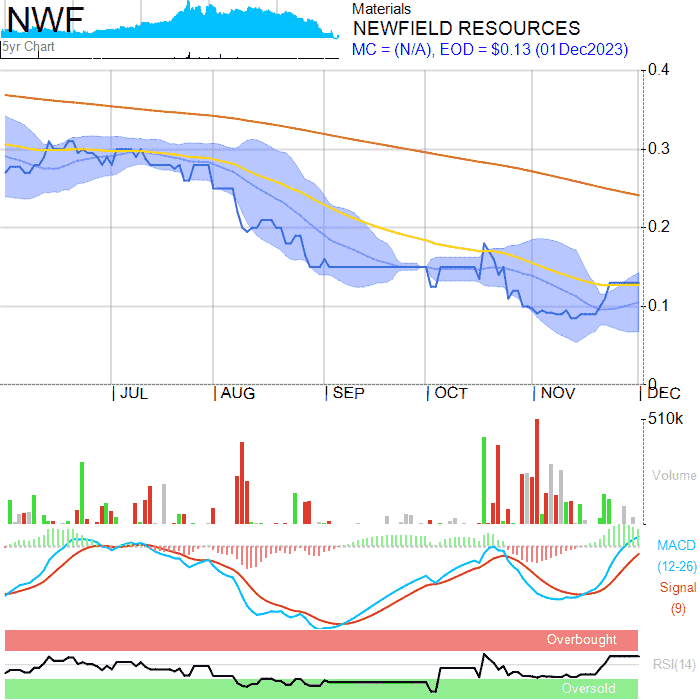 NWF
5yr Chart
Materials
NEWFIELD RESOURCES
MC = (N/A), EOD = $0.13 (01Dec2023)
0.4
0.3
0.2
0.1
0
JUL AUG SEP OCT NOV DEC
510k
Volume
MACD
(12-26)
Signal
(9)
Overbought
RSI(14)
Oversold